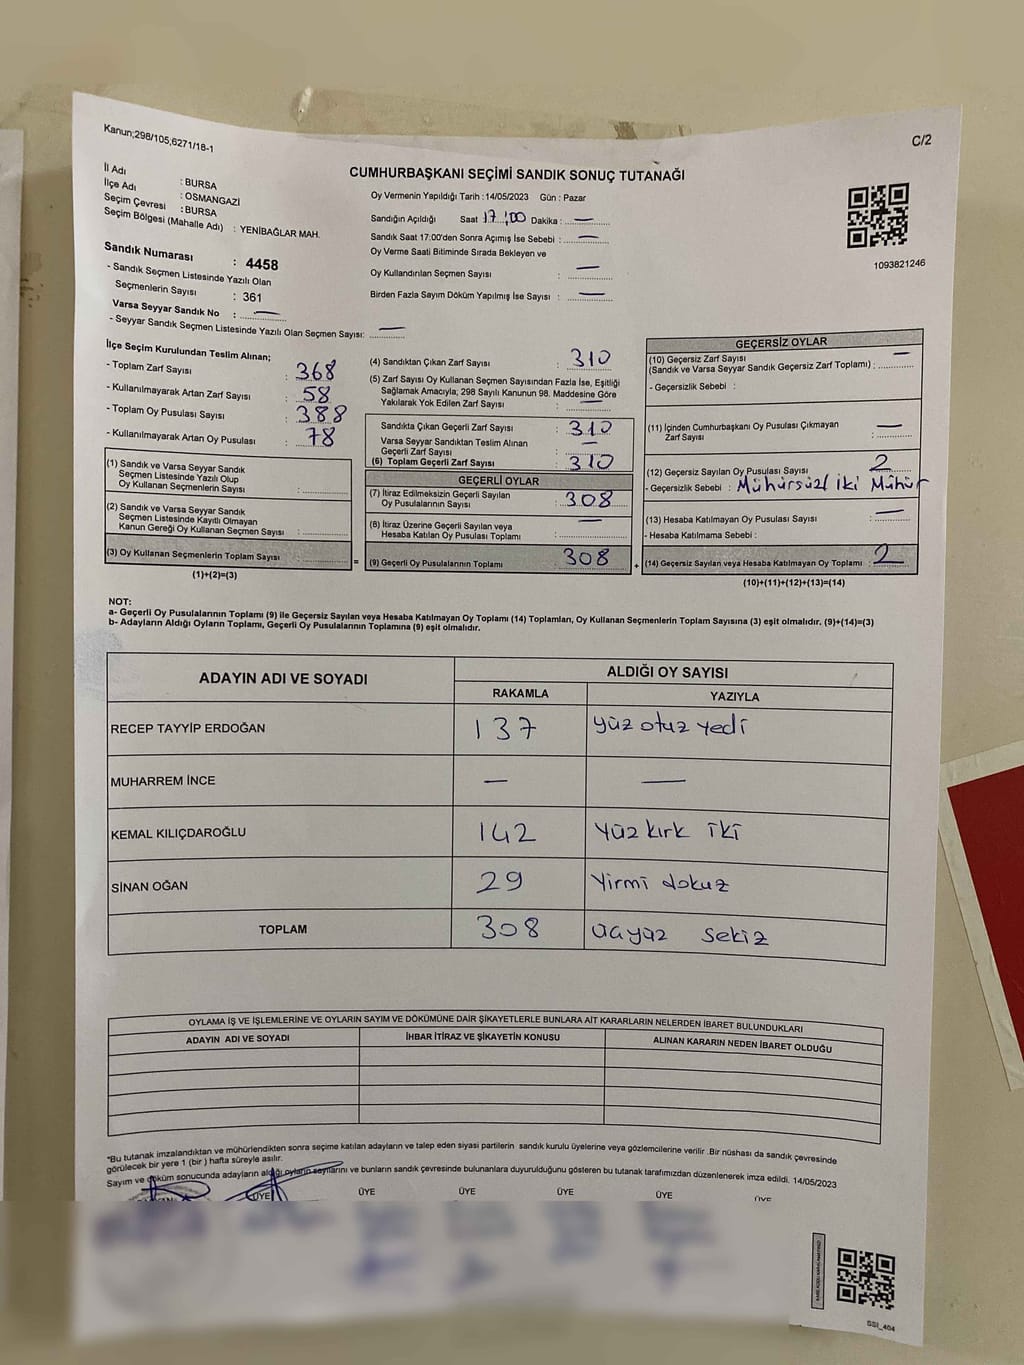 Kanun;298/105,6271/18-1
C/2
CUMHURBAŞKANI SEÇİMİ SANDIK SONUÇ TUTANAĞI
İl Adı : BURSA
İlçe Adı : OSMANGAZİ
Seçim Çevresi : BURSA
Seçim Bölgesi (Mahalle Adı) : YENİBAĞLAR MAH.
Sandık Numarası : 4458
- Sandık Seçmen Listesinde Yazılı Olan
Seçmenlerin Sayısı : 361
Varsa Seyyar Sandık No : —
- Seyyar Sandık Seçmen Listesinde Yazılı Olan Seçmen Sayısı: —
Oy Vermenin Yapıldığı Tarih : 14/05/2023 Gün : Pazar
Sandığın Açıldığı Saat 17:00 Dakika : —
Sandık Saat 17:00'den Sonra Açımış İse Sebebi : —
Oy Verme Saati Bitiminde Sırada Bekleyen ve
Oy Kullandırılan Seçmen Sayısı : —
Birden Fazla Sayım Döküm Yapılmış İse Sayısı : —
1093821246
İlçe Seçim Kurulundan Teslim Alınan;
- Toplam Zarf Sayısı : 368
- Kullanılmayarak Artan Zarf Sayısı : 58
- Toplam Oy Pusulası Sayısı : 388
- Kullanılmayarak Artan Oy Pusulası : 78
(1) Sandık ve Varsa Seyyar Sandık
Seçmen Listesinde Yazılı Olup
Oy Kullanan Seçmenlerin Sayısı :
(2) Sandık ve Varsa Seyyar Sandık
Seçmen Listesinde Kayıtlı Olmayan
Kanun Gereği Oy Kullanan Seçmen Sayısı :
(3) Oy Kullanan Seçmenlerin Toplam Sayısı :
(1)+(2)=(3)
=
(4) Sandıktan Çıkan Zarf Sayısı : 310
(5) Zarf Sayısı Oy Kullanan Seçmen Sayısından Fazla İse, Eşitliği
Sağlamak Amacıyla; 298 Sayılı Kanunun 98. Maddesine Göre
Yakılarak Yok Edilen Zarf Sayısı : —
Sandıkta Çıkan Geçerli Zarf Sayısı : 310
Varsa Seyyar Sandıktan Teslim Alınan
Geçerli Zarf Sayısı : —
(6) Toplam Geçerli Zarf Sayısı : 310
GEÇERLİ OYLAR
(7) İtiraz Edilmeksizin Geçerli Sayılan
Oy Pusulalarının Sayısı : 308
(8) İtiraz Üzerine Geçerli Sayılan veya
Hesaba Katılan Oy Pusulası Toplamı : —
(9) Geçerli Oy Pusulalarının Toplamı : 308
+
GEÇERSİZ OYLAR
(10) Geçersiz Zarf Sayısı
(Sandık ve Varsa Seyyar Sandık Geçersiz Zarf Toplamı) : —
- Geçersizlik Sebebi :
(11) İçinden Cumhurbaşkanı Oy Pusulası Çıkmayan
Zarf Sayısı : —
(12) Geçersiz Sayılan Oy Pusulası Sayısı : 2
- Geçersizlik Sebebi : Mühürsüz/ iki Mühür
(13) Hesaba Katılmayan Oy Pusulası Sayısı : —
- Hesaba Katılmama Sebebi :
(14) Geçersiz Sayılan veya Hesaba Katılmayan Oy Toplamı : 2
(10)+(11)+(12)+(13)=(14)
NOT:
a- Geçerli Oy Pusulalarının Toplamı (9) ile Geçersiz Sayılan veya Hesaba Katılmayan Oy Toplamı (14) Toplamları, Oy Kullanan Seçmenlerin Toplam Sayısına (3) eşit olmalıdır. (9)+(14)=(3)
b- Adayların Aldığı Oyların Toplamı, Geçerli Oy Pusulalarının Toplamına (9) eşit olmalıdır.
ADAYIN ADI VE SOYADI ALDIĞI OY SAYISI
RAKAMLA YAZIYLA
RECEP TAYYİP ERDOĞAN 137 yüz otuz yedi
MUHARREM İNCE — —
KEMAL KILIÇDAROĞLU 142 yüz kırk iki
SİNAN OĞAN 29 Yirmi dokuz
TOPLAM 308 üçyüz sekiz
OYLAMA İŞ VE İŞLEMLERİNE VE OYLARIN SAYIM VE DÖKÜMÜNE DAİR ŞİKAYETLERLE BUNLARA AİT KARARLARIN NELERDEN İBARET BULUNDUKLARI
ADAYIN ADI VE SOYADI İHBAR İTİRAZ VE ŞİKAYETİN KONUSU ALINAN KARARIN NEDEN İBARET OLDUĞU
*Bu tutanak imzalandıktan ve mühürlendikten sonra seçime katılan adayların ve talep eden siyasi partilerin sandık kurulu üyelerine veya gözlemcilerine verilir .Bir nüshası da sandık çevresinde
görülecek bir yere 1 (bir ) hafta süreyle asılır.
Sayım ve döküm sonucunda adayların aldığı oyların sayılarını ve bunların sandık çevresinde bulunanlara duyurulduğunu gösteren bu tutanak tarafımızdan düzenlenerek imza edildi. 14/05/2023
ÜYE ÜYE ÜYE ÜYE ÜYE ÜYE
SSI_404